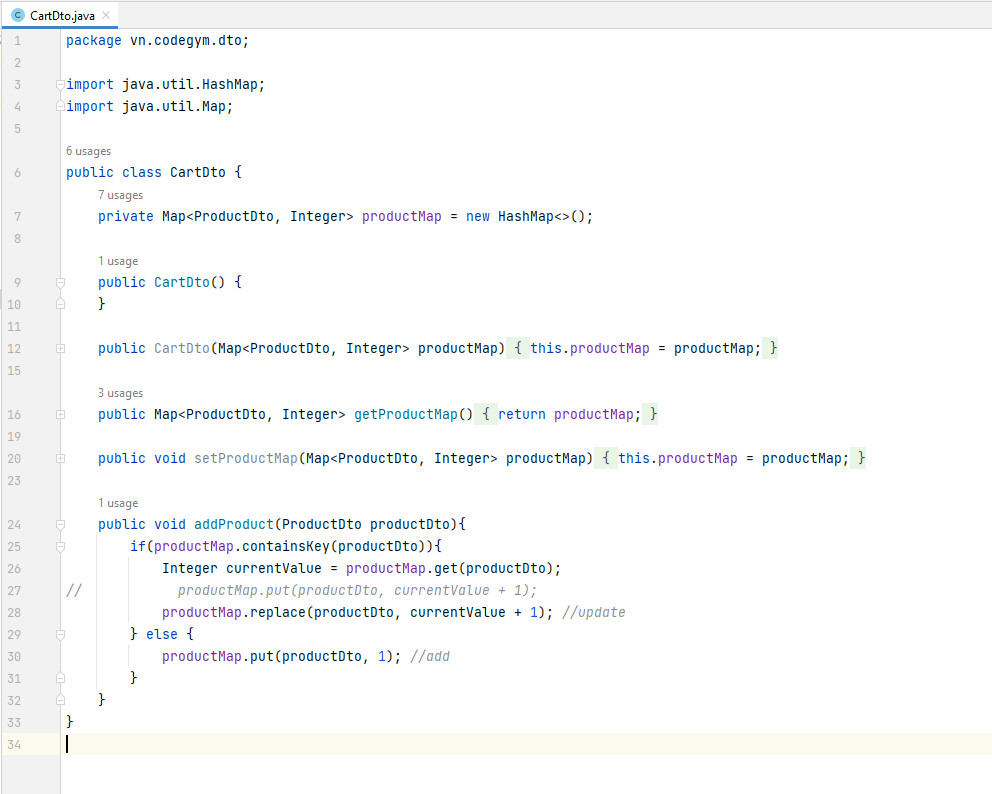 CartDto.java
1 package vn.codegym.dto;
2
3 import java.util.HashMap;
4 import java.util.Map;
5
6 usages
6 public class CartDto {
7 usages
7 private Map<ProductDto, Integer> productMap = new HashMap<>();
8
1 usage
9 public CartDto() {
10 }
11
12 public CartDto(Map<ProductDto, Integer> productMap) { this.productMap = productMap; }
15
3 usages
16 public Map<ProductDto, Integer> getProductMap() { return productMap; }
19
20 public void setProductMap(Map<ProductDto, Integer> productMap) { this.productMap = productMap; }
23
1 usage
24 public void addProduct(ProductDto productDto){
25 if(productMap.containsKey(productDto)){
26 Integer currentValue = productMap.get(productDto);
27 // productMap.put(productDto, currentValue + 1);
28 productMap.replace(productDto, currentValue + 1); //update
29 } else {
30 productMap.put(productDto, 1); //add
31 }
32 }
33 }
34